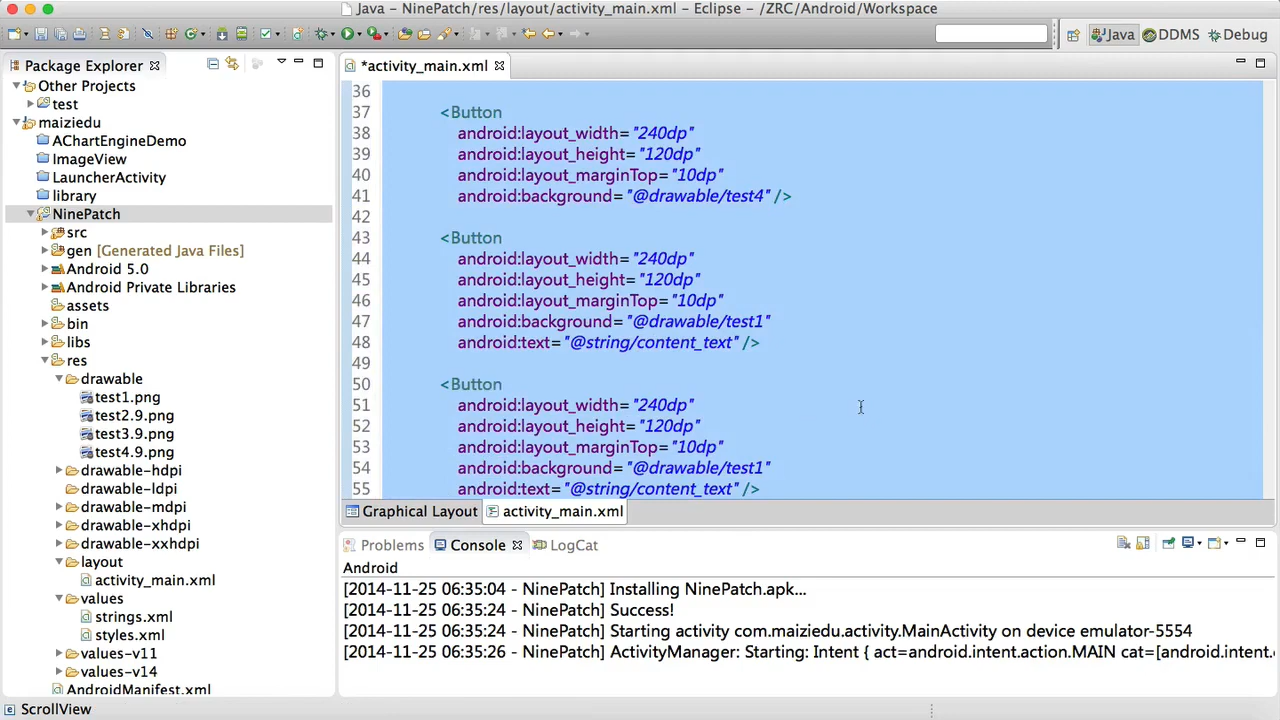 Java – NinePatch/res/layout/activity_main.xml – Eclipse – /ZRC/Android/Workspace
Java
DDMS
Debug
Package Explorer
Other Projects
test
maiziedu
AChartEngineDemo
ImageView
LauncherActivity
library
NinePatch
src
gen [Generated Java Files]
Android 5.0
Android Private Libraries
assets
bin
libs
res
drawable
test1.png
test2.9.png
test3.9.png
test4.9.png
drawable-hdpi
drawable-ldpi
drawable-mdpi
drawable-xhdpi
drawable-xxhdpi
layout
activity_main.xml
values
strings.xml
styles.xml
values-v11
values-v14
AndroidManifest.xml
*activity_main.xml
36
37 <Button
38 android:layout_width="240dp"
39 android:layout_height="120dp"
40 android:layout_marginTop="10dp"
41 android:background="@drawable/test4" />
42
43 <Button
44 android:layout_width="240dp"
45 android:layout_height="120dp"
46 android:layout_marginTop="10dp"
47 android:background="@drawable/test1"
48 android:text="@string/content_text" />
49
50 <Button
51 android:layout_width="240dp"
52 android:layout_height="120dp"
53 android:layout_marginTop="10dp"
54 android:background="@drawable/test1"
55 android:text="@string/content_text" />
Graphical Layout
activity_main.xml
Problems
Console
LogCat
Android
[2014-11-25 06:35:04 - NinePatch] Installing NinePatch.apk...
[2014-11-25 06:35:24 - NinePatch] Success!
[2014-11-25 06:35:24 - NinePatch] Starting activity com.maiziedu.activity.MainActivity on device emulator-5554
[2014-11-25 06:35:26 - NinePatch] ActivityManager: Starting: Intent { act=android.intent.action.MAIN cat=[android.intent.
ScrollView